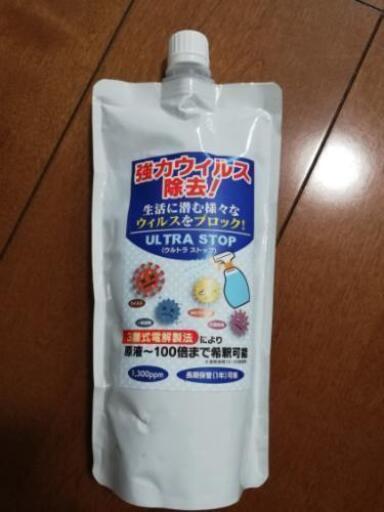 強力ウイルス
除去!
生活に潜む様々な
ウィルスをブロック!
ULTRA STOP
(ウルトラ ストップ)
3層式電解製法により
原液~100倍まで希釈可能
1,300ppm
長期保管(1年)可能